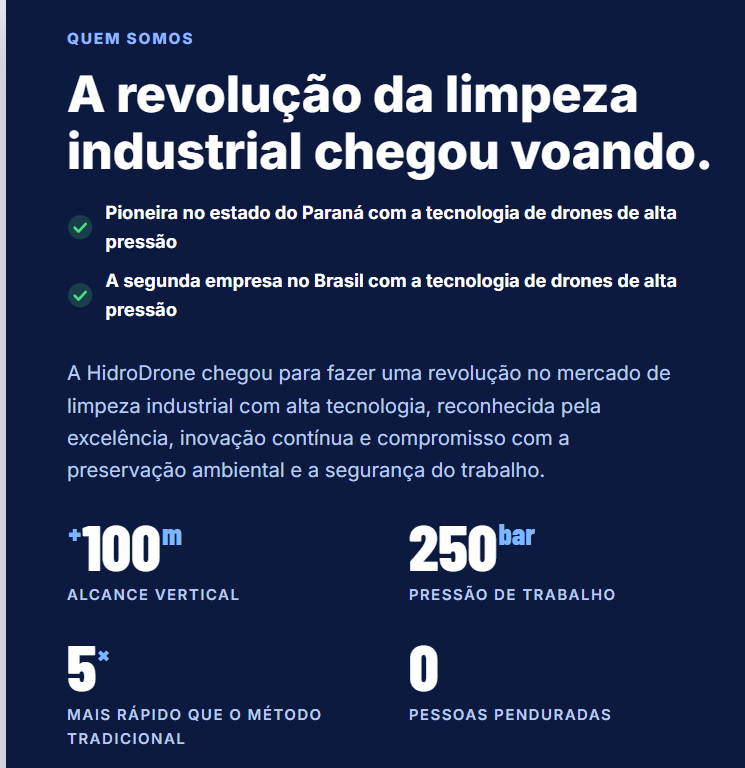 QUEM SOMOS
A revolução da limpeza
industrial chegou voando.
Pioneira no estado do Paraná com a tecnologia de drones de alta
pressão
A segunda empresa no Brasil com a tecnologia de drones de alta
pressão
A HidroDrone chegou para fazer uma revolução no mercado de
limpeza industrial com alta tecnologia, reconhecida pela
excelência, inovação contínua e compromisso com a
preservação ambiental e a segurança do trabalho.
+100m
ALCANCE VERTICAL
250bar
PRESSÃO DE TRABALHO
5×
MAIS RÁPIDO QUE O MÉTODO
TRADICIONAL
0
PESSOAS PENDURADAS